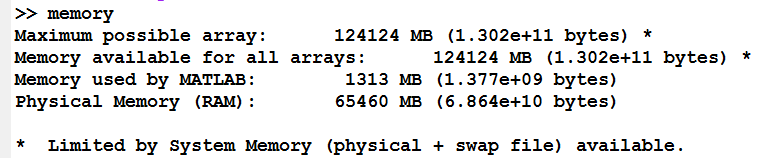 >> memory
Maximum possible array:      124124 MB (1.302e+11 bytes) *
Memory available for all arrays:      124124 MB (1.302e+11 bytes) *
Memory used by MATLAB:        1313 MB (1.377e+09 bytes)
Physical Memory (RAM):       65460 MB (6.864e+10 bytes)
*  Limited by System Memory (physical + swap file) available.